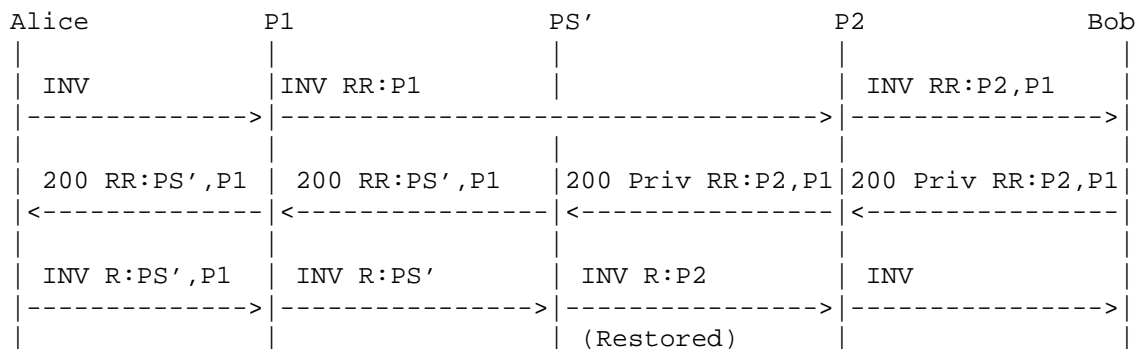 Alice P1 PS' P2 Bob
INV INV RR:P1 INV RR:P2,P1
200 RR:PS',P1 200 RR:PS',P1 200 Priv RR:P2,P1 200 Priv RR:P2,P1
INV R:PS',P1 INV R:PS' INV R:P2 INV
(Restored)